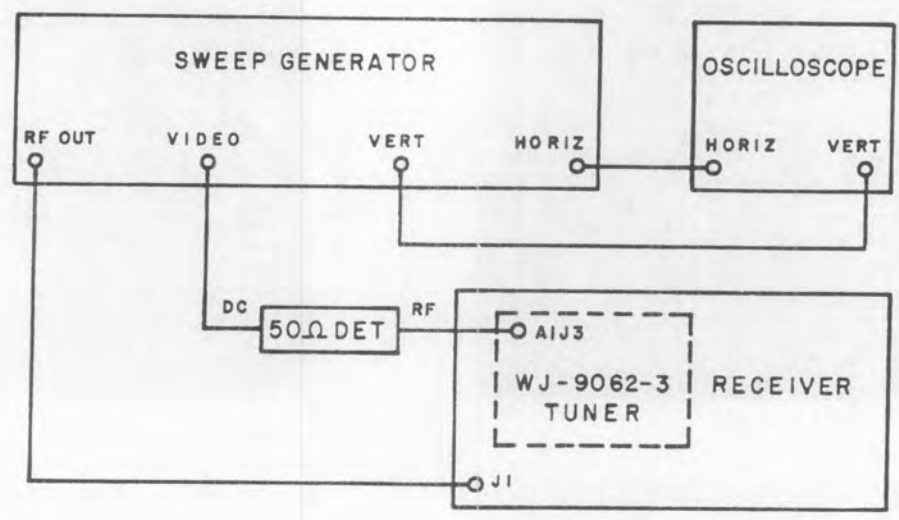 SWEEP GENERATOR
OSCILLOSCOPE
RF OUT
VIDEO
VERT
HORIZ
HORIZ
VERT
DC
50Ω DET
RF
A1J3
WJ-9062-3
TUNER
RECEIVER
J1